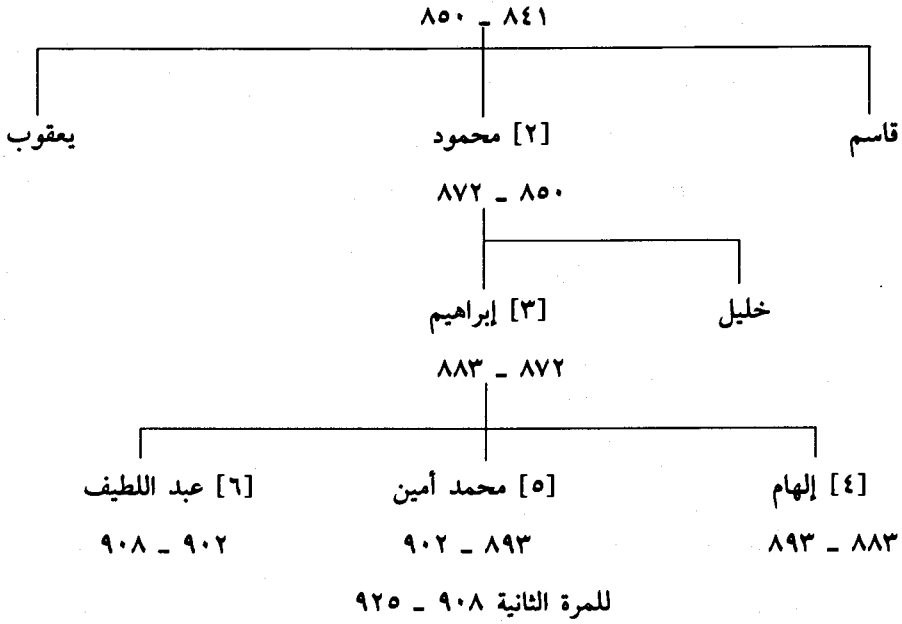 ٨٤١ ـ ٨٥٠
قاسم [٢] محمود يعقوب
٨٥٠ ـ ٨٧٢
خليل [٣] إبراهيم
٨٧٢ ـ ٨٨٣
[٤] إلهام [٥] محمد أمين [٦] عبد اللطيف
٨٨٣ ـ ٨٩٣ ٨٩٣ ـ ٩٠٢ ٩٠٢ ـ ٩٠٨
للمرة الثانية ٩٠٨ ـ ٩٢٥